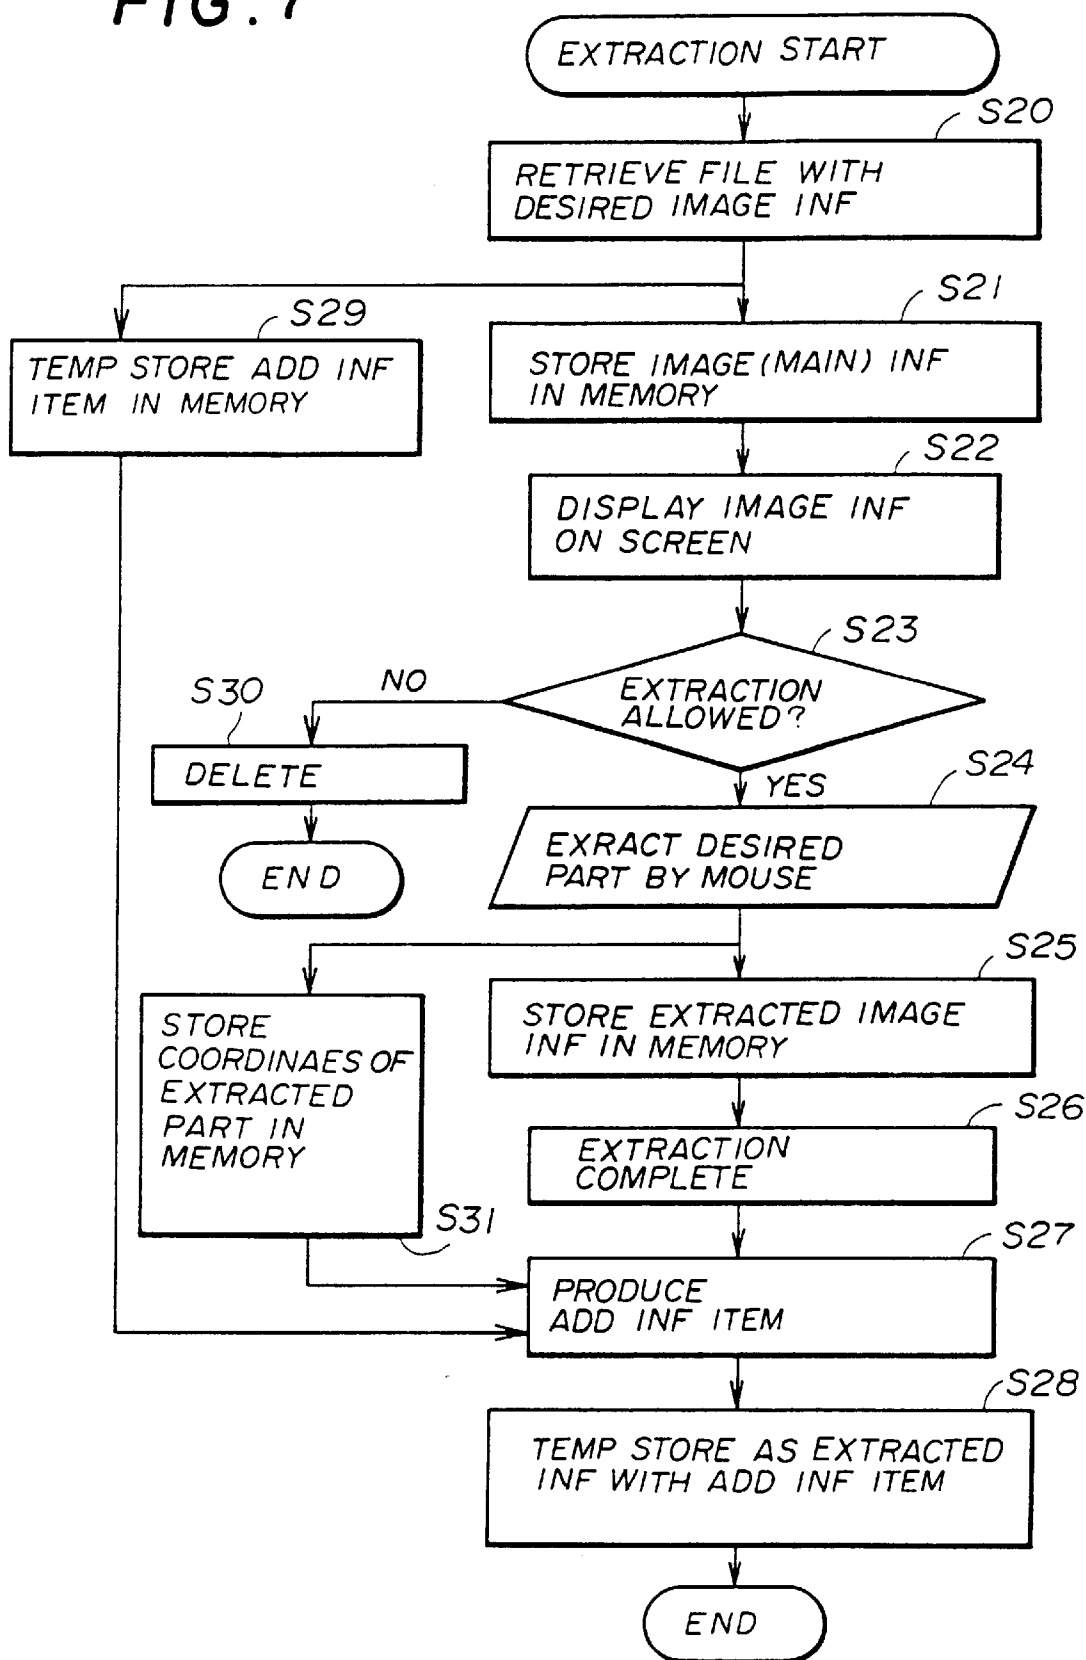 FIG. 7
EXTRACTION START
S20
RETRIEVE FILE WITH
DESIRED IMAGE INF
S21
S29
TEMP STORE ADD INF
ITEM IN MEMORY
STORE IMAGE (MAIN) INF
IN MEMORY
S22
DISPLAY IMAGE INF
ON SCREEN
S23
EXTRACTION
ALLOWED?
NO
S30
DELETE
END
YES
S24
EXRACT DESIRED
PART BY MOUSE
S25
STORE EXTRACTED IMAGE
INF IN MEMORY
STORE
COORDINAES OF
EXTRACTED
PART IN
MEMORY
S31
S26
EXTRACTION
COMPLETE
S27
PRODUCE
ADD INF ITEM
S28
TEMP STORE AS EXTRACTED
INF WITH ADD INF ITEM
END